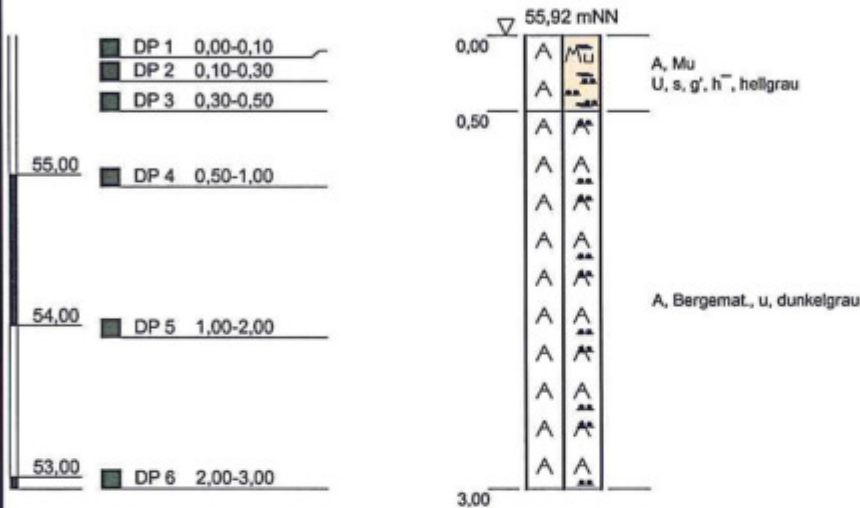 55,92 mNN
0,00
DP 1 0,00-0,10
DP 2 0,10-0,30
DP 3 0,30-0,50
A Mu
A
A, Mu
U, s, g', h¯, hellgrau
0,50
55,00
DP 4 0,50-1,00
A A
A A
A A
A A
A A
A A
A A
A A
A A
A A
A, Bergemat., u, dunkelgrau
54,00
DP 5 1,00-2,00
53,00
DP 6 2,00-3,00
3,00